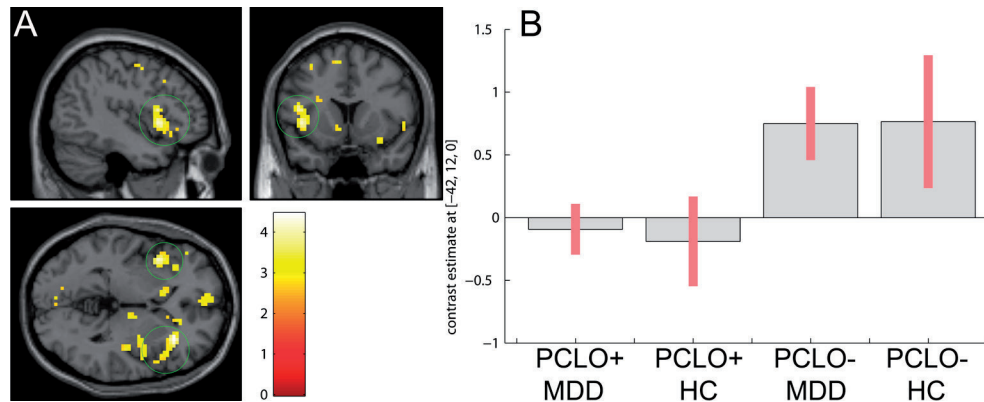 A
4
3
2
1
0
B
contrast estimate at [-42, 12, 0]
1.5
1
0.5
0
−0.5
−1
PCLO+ MDD
PCLO+ HC
PCLO- MDD
PCLO- HC